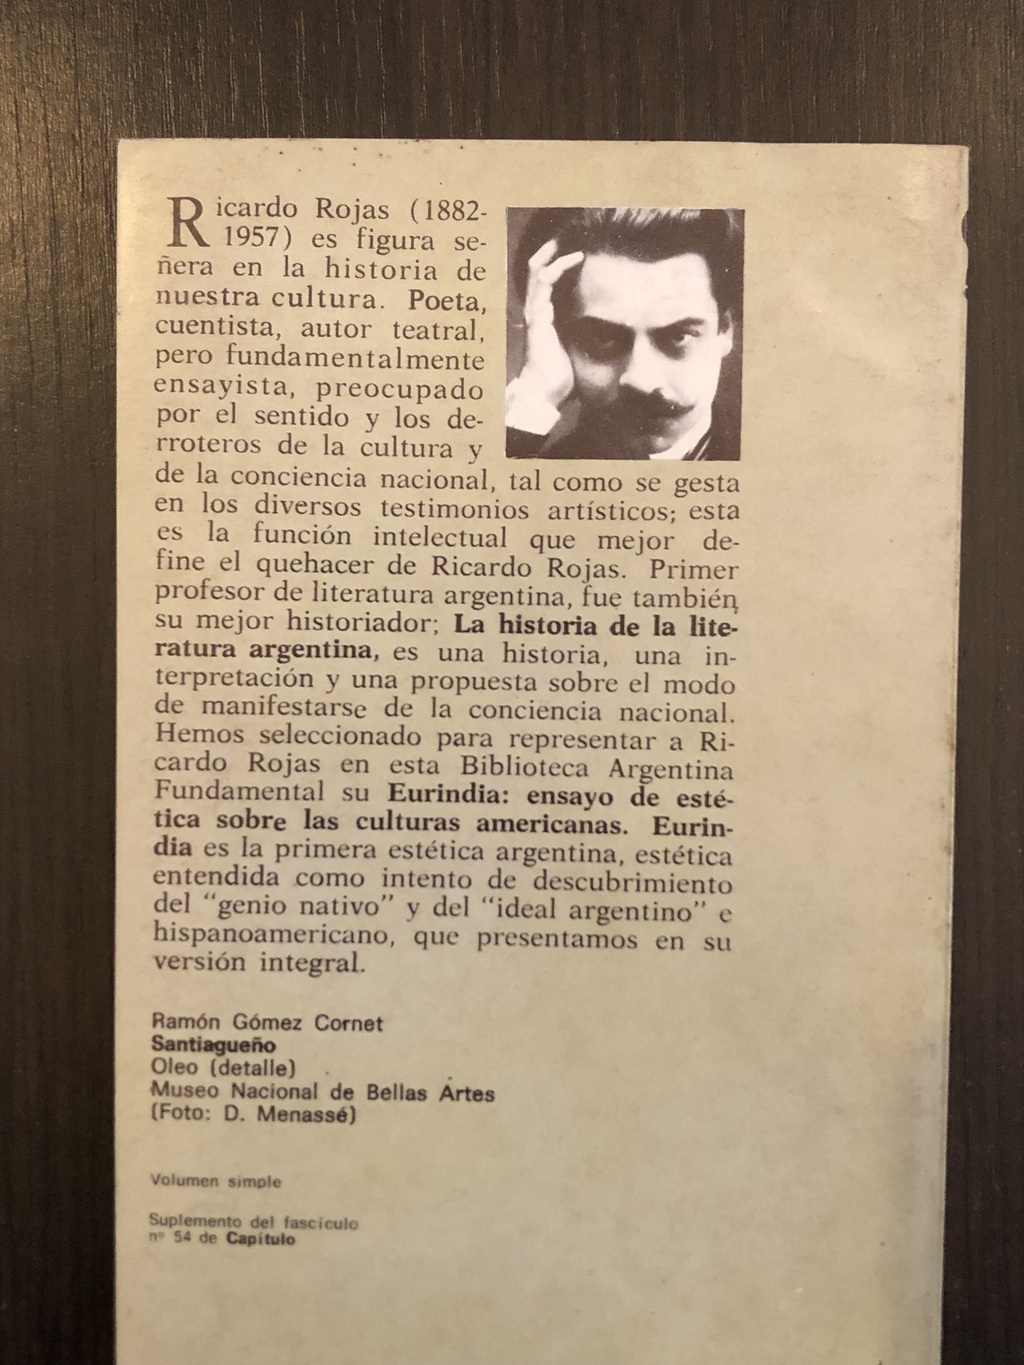 Ricardo Rojas (1882-
1957) es figura se-
ñera en la historia de
nuestra cultura. Poeta,
cuentista, autor teatral,
pero fundamentalmente
ensayista, preocupado
por el sentido y los de-
rroteros de la cultura y
de la conciencia nacional, tal como se gesta
en los diversos testimonios artísticos; esta
es la función intelectual que mejor de-
fine el quehacer de Ricardo Rojas. Primer
profesor de literatura argentina, fue también
su mejor historiador; La historia de la lite-
ratura argentina, es una historia, una in-
terpretación y una propuesta sobre el modo
de manifestarse de la conciencia nacional.
Hemos seleccionado para representar a Ri-
cardo Rojas en esta Biblioteca Argentina
Fundamental su Eurindia: ensayo de esté-
tica sobre las culturas americanas. Eurin-
dia es la primera estética argentina, estética
entendida como intento de descubrimiento
del “genio nativo” y del “ideal argentino” e
hispanoamericano, que presentamos en su
versión integral.
Ramón Gómez Cornet
Santiagueño
Oleo (detalle)
Museo Nacional de Bellas Artes
(Foto: D. Menassé)
Volumen simple
Suplemento del fascículo
nº 54 de Capítulo